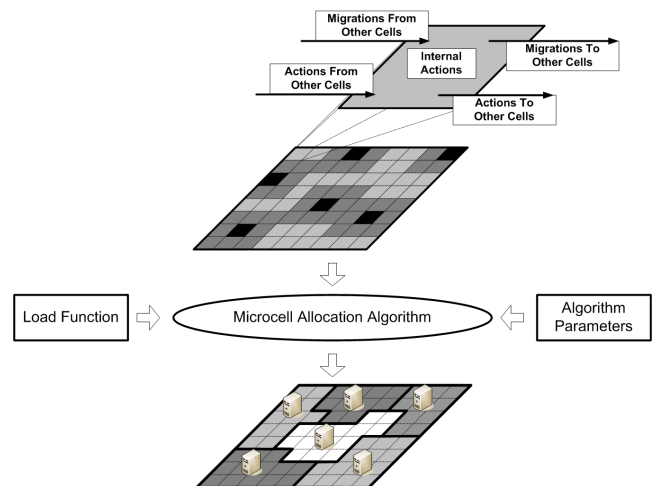 Migrations From
Other Cells
Internal
Actions
Migrations To
Other Cells
Actions From
Other Cells
Actions To
Other Cells
Load Function
Microcell Allocation Algorithm
Algorithm
Parameters